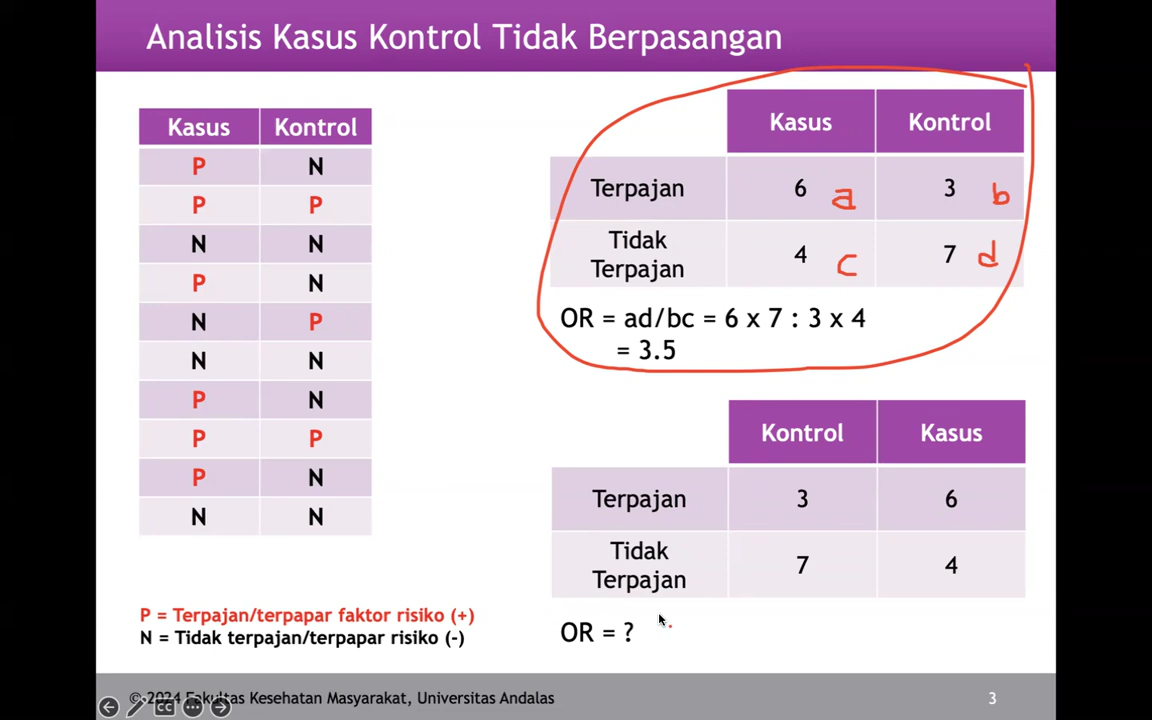 Analisis Kasus Kontrol Tidak Berpasangan
Kasus Kontrol
P N
P P
N N
P N
N P
N N
P N
P P
P N
N N
P = Terpajan/terpapar faktor risiko (+)
N = Tidak terpajan/terpapar risiko (-)
Kasus Kontrol
Terpajan 6 a 3 b
Tidak
Terpajan 4 c 7 d
OR = ad/bc = 6 x 7 : 3 x 4
= 3.5
Kontrol Kasus
Terpajan 3 6
Tidak
Terpajan 7 4
OR = ?
© 2024 Fakultas Kesehatan Masyarakat, Universitas Andalas
CC
3